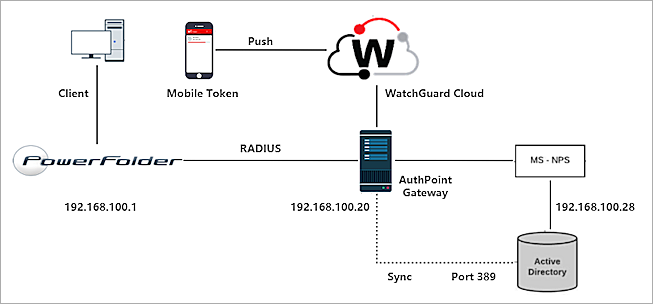 Push
Client
Mobile Token
W
WatchGuard Cloud
PowerFolder
RADIUS
MS - NPS
AuthPoint
Gateway
192.168.100.1
192.168.100.20
192.168.100.28
Sync
Port 389
Active
Directory